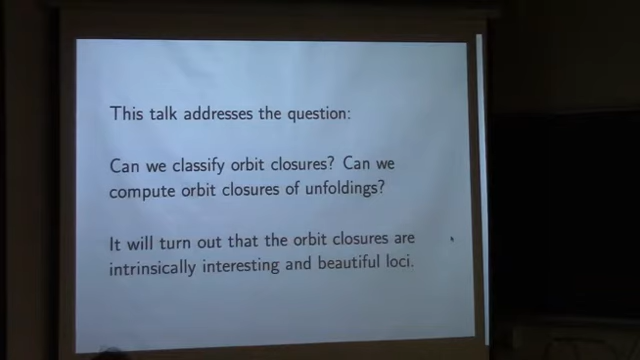 This talk addresses the question:
Can we classify orbit closures? Can we
compute orbit closures of unfoldings?
It will turn out that the orbit closures are
intrinsically interesting and beautiful loci.